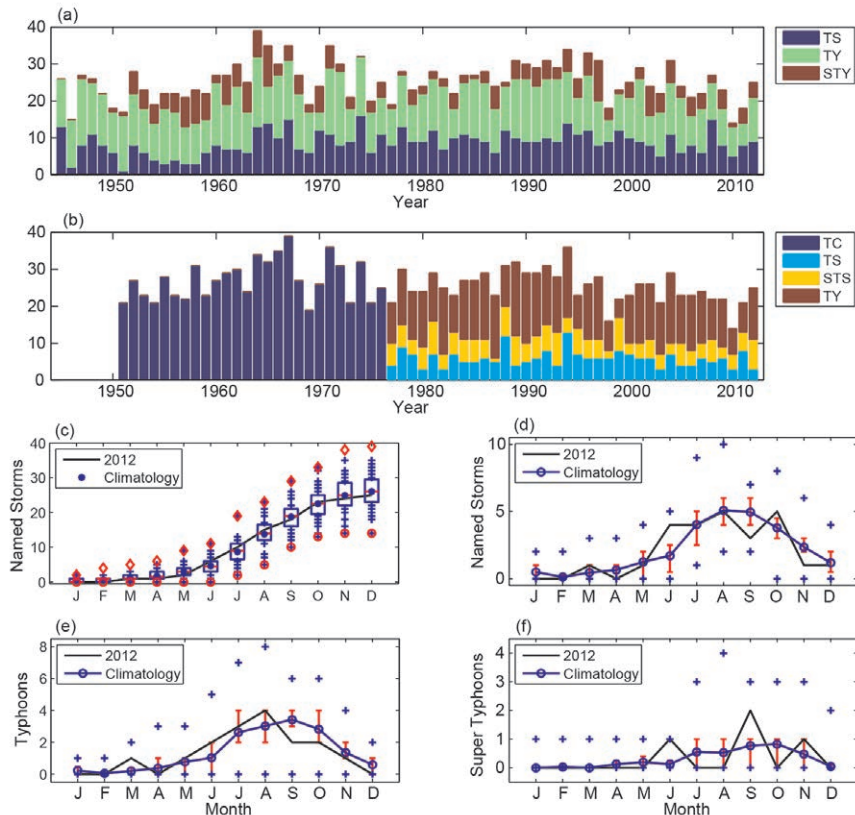 (a)
40
30
20
10
0
1950 1960 1970 1980 1990 2000 2010
Year
TS
TY
STY
(b)
40
30
20
10
0
1950 1960 1970 1980 1990 2000 2010
Year
TC
TS
STS
TY
(c)
Named Storms
40
30
20
10
0
2012
Climatology
J F M A M J J A S O N D
(d)
Named Storms
10
5
0
2012
Climatology
J F M A M J J A S O N D
(e)
Typhoons
8
6
4
2
0
2012
Climatology
J F M A M J J A S O N D
Month
(f)
Super Typhoons
4
3
2
1
0
2012
Climatology
J F M A M J J A S O N D
Month